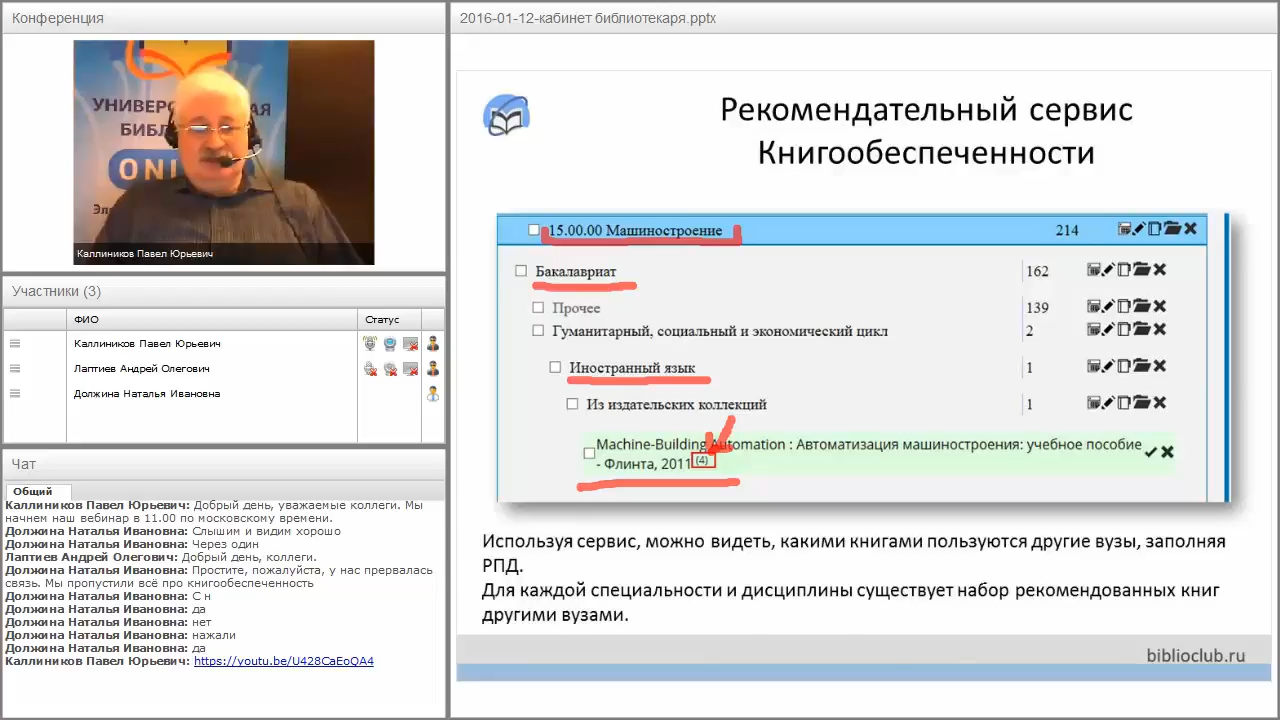 Конференция
УНИВЕРС
АЯ
БИБЛ
ONL
Эл
Каллиников Павел Юрьевич
Участники (3)
ФИО
Статус
Каллиников Павел Юрьевич
Лаптиев Андрей Олегович
Должина Наталья Ивановна
Чат
Общий
Каллиников Павел Юрьевич: Добрый день, уважаемые коллеги. Мы
начнем наш вебинар в 11.00 по московскому времени.
Должина Наталья Ивановна: Слышим и видим хорошо
Должина Наталья Ивановна: Через один
Лаптиев Андрей Олегович: Добрый день, коллеги.
Должина Наталья Ивановна: Простите, пожалуйста, у нас прервалась
связь. Мы пропустили всё про книгообеспеченность
Должина Наталья Ивановна: С н
Должина Наталья Ивановна: да
Должина Наталья Ивановна: нет
Должина Наталья Ивановна: нажали
Должина Наталья Ивановна: да
Каллиников Павел Юрьевич: https://youtu.be/U428CaEoQA4
2016-01-12-кабинет библиотекаря.pptx
Рекомендательный сервис
Книгообеспеченности
15.00.00 Машиностроение 214
Бакалавриат 162
Прочее 139
Гуманитарный, социальный и экономический цикл 2
Иностранный язык 1
Из издательских коллекций 1
Machine-Building Automation : Автоматизация машиностроения: учебное пособие
- Флинта, 2011 (4)
Используя сервис, можно видеть, какими книгами пользуются другие вузы, заполняя
РПД.
Для каждой специальности и дисциплины существует набор рекомендованных книг
другими вузами.
biblioclub.ru